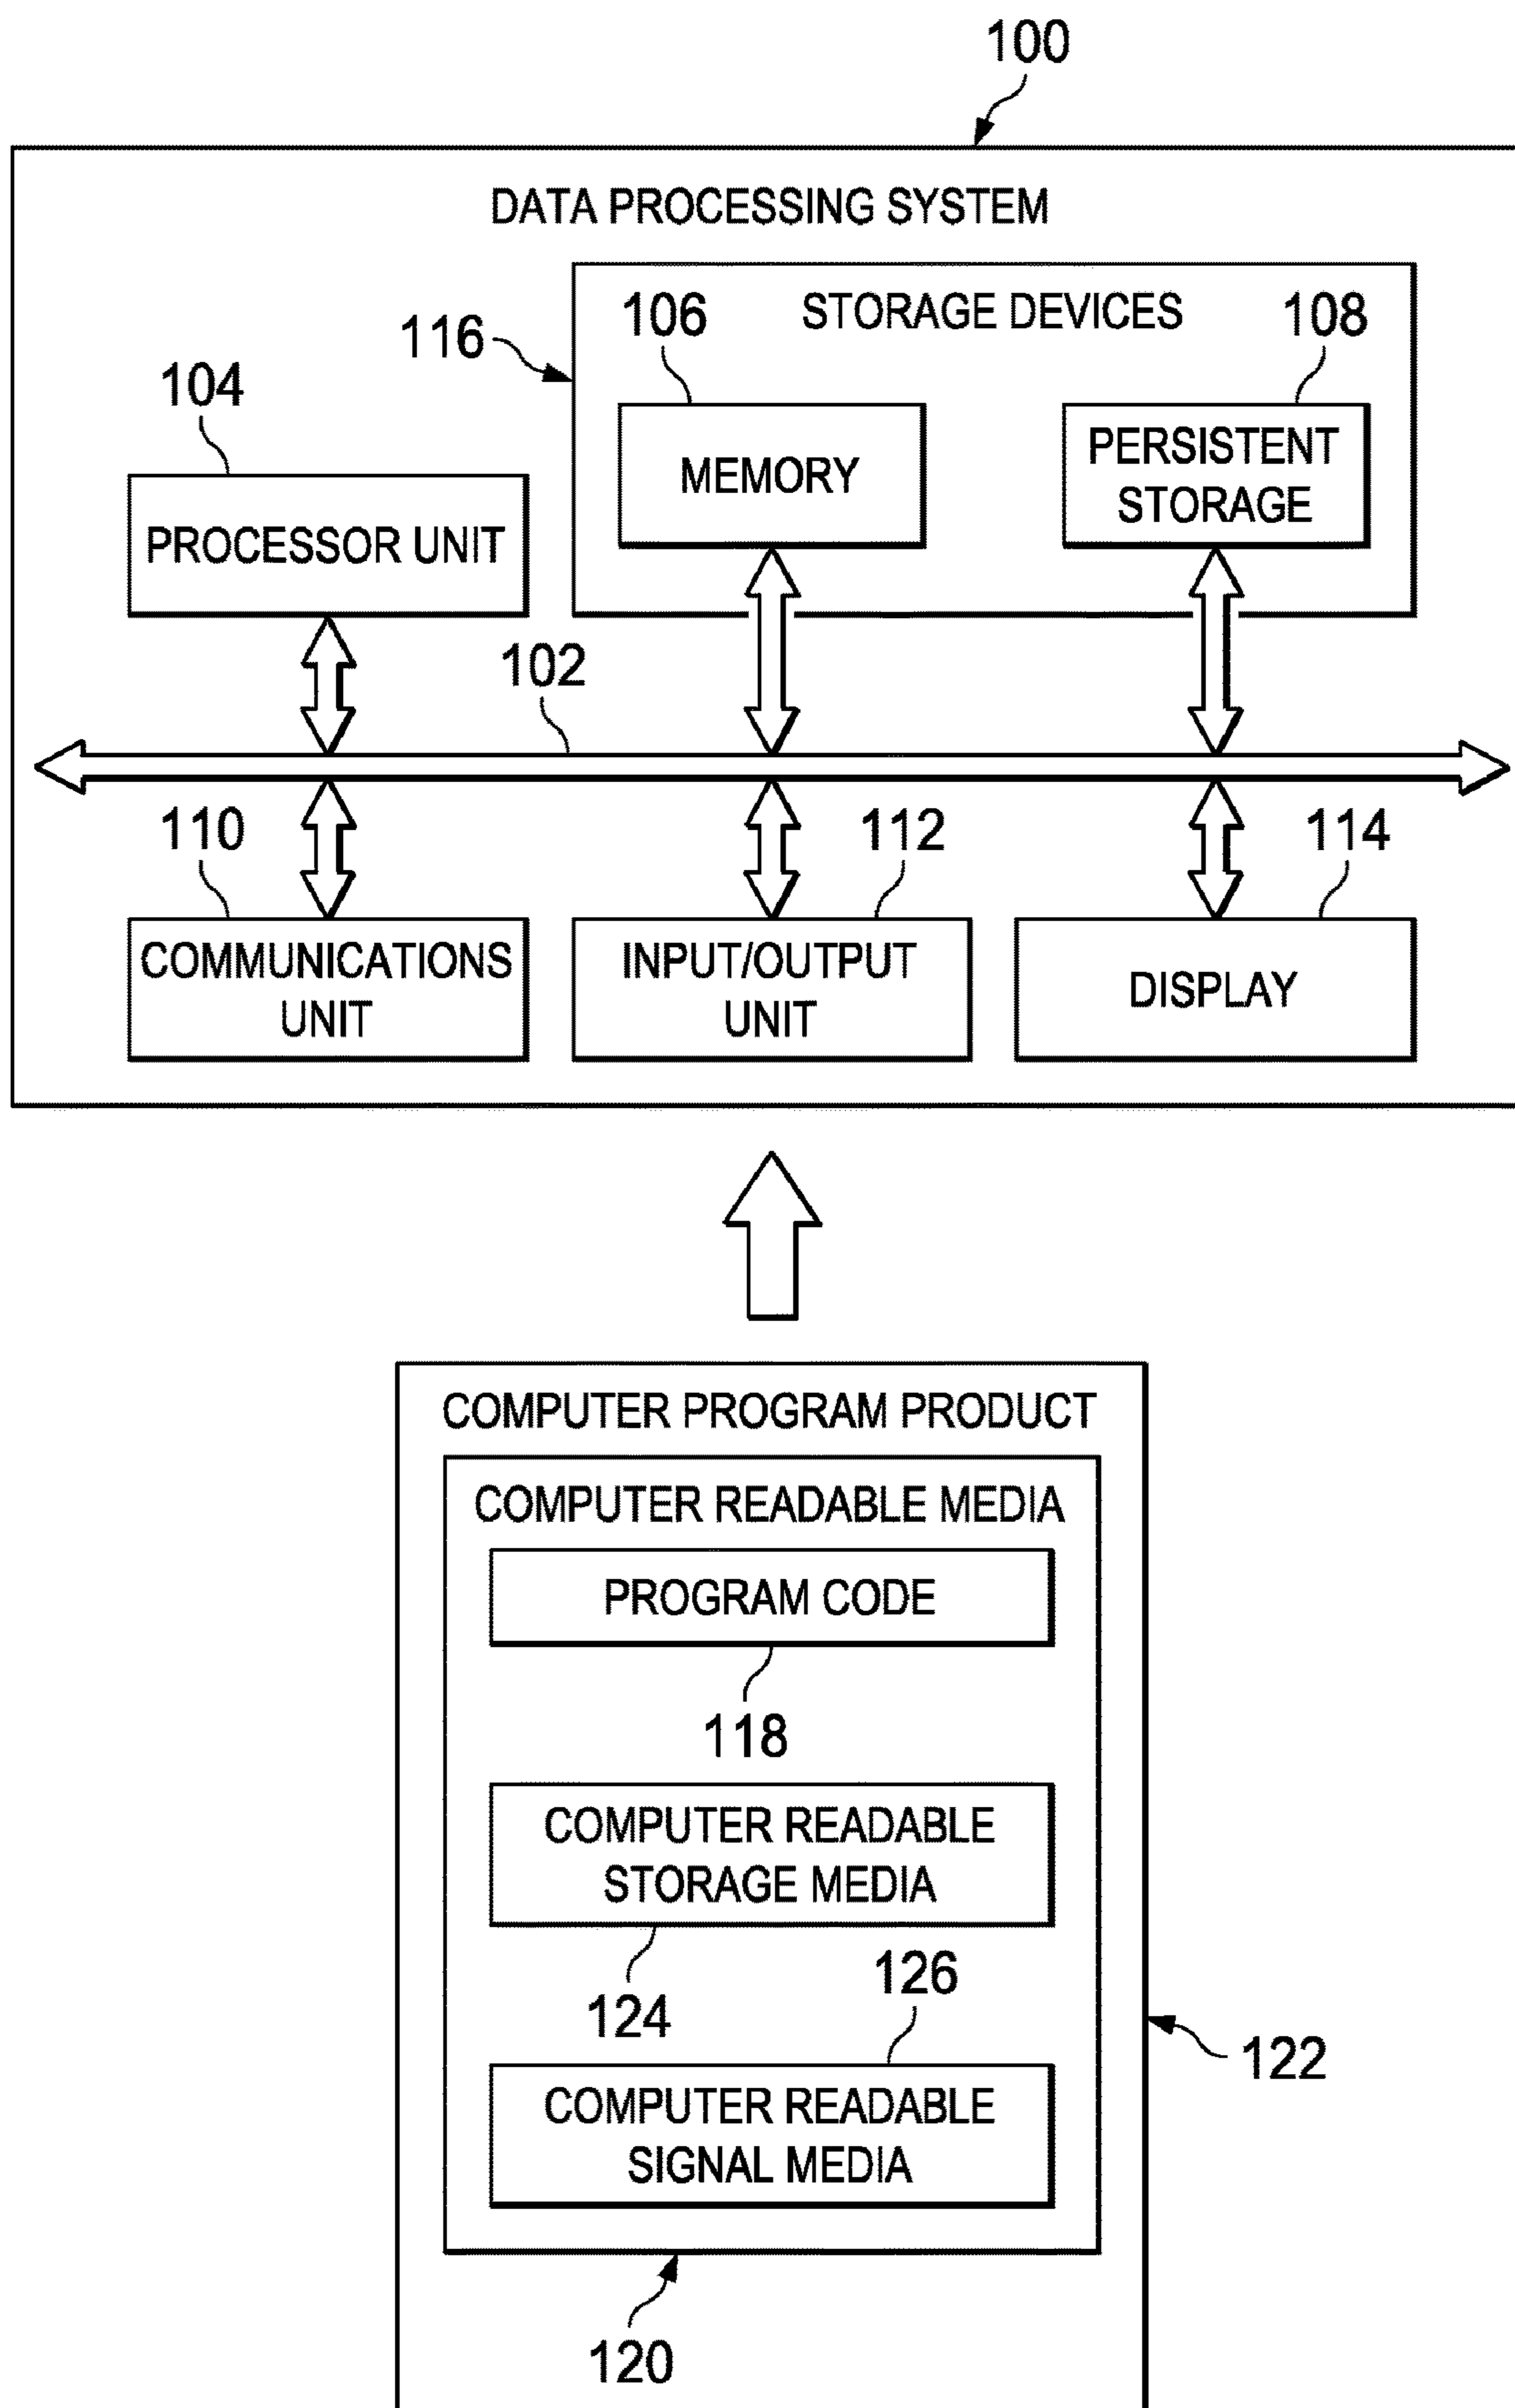 100
DATA PROCESSING SYSTEM
STORAGE DEVICES
106
108
116
104
MEMORY
PERSISTENT
STORAGE
PROCESSOR UNIT
102
110
112
114
COMMUNICATIONS
UNIT
INPUT/OUTPUT
UNIT
DISPLAY
COMPUTER PROGRAM PRODUCT
COMPUTER READABLE MEDIA
PROGRAM CODE
118
COMPUTER READABLE
STORAGE MEDIA
124
126
122
COMPUTER READABLE
SIGNAL MEDIA
120